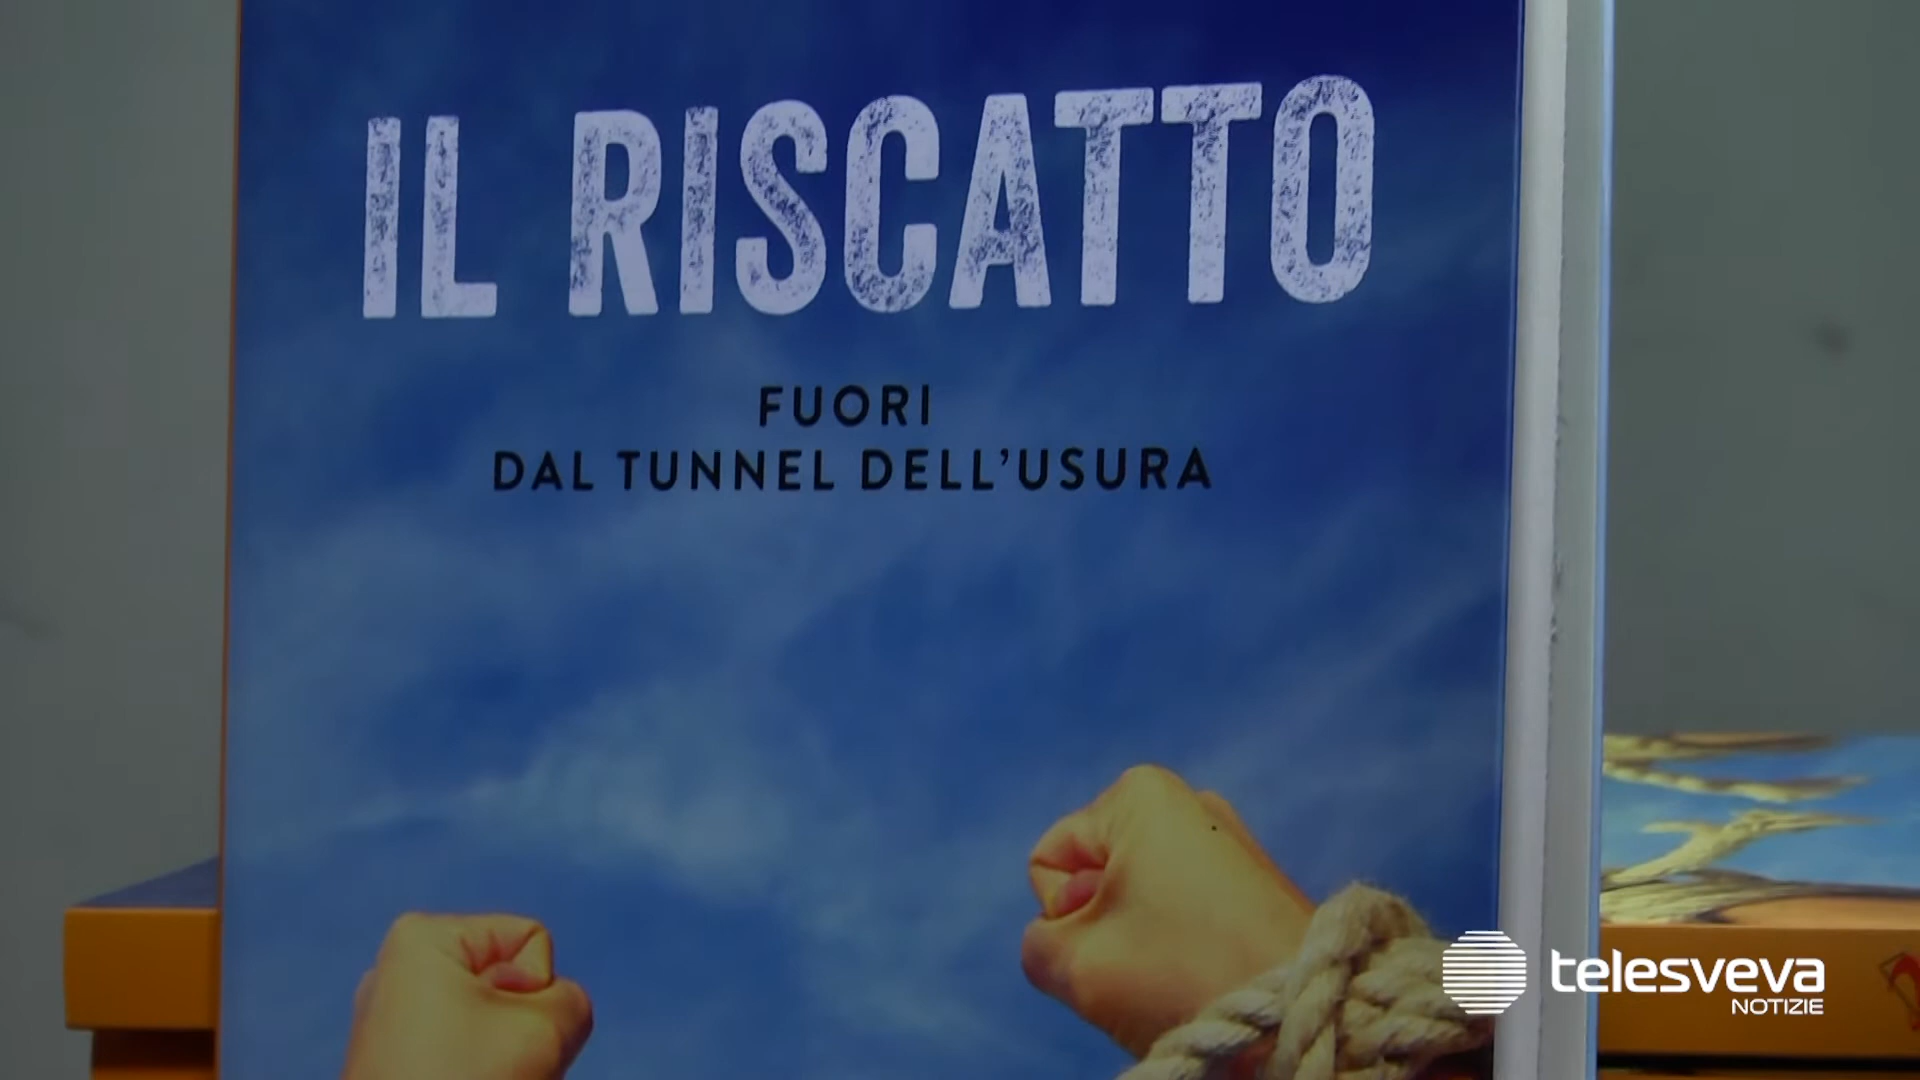 IL RISCATTO
FUORI
DAL TUNNEL DELL'USURA
telesveva
NOTIZIE